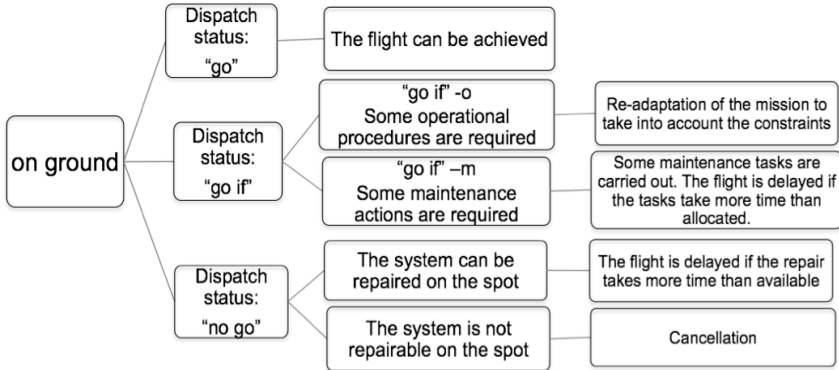 on ground
Dispatch
status:
“go”
The flight can be achieved
Dispatch
status:
“go if”
“go if” -o
Some operational
procedures are required
Re-adaptation of the mission to
take into account the constraints
“go if” –m
Some maintenance
actions are required
Some maintenance tasks are
carried out. The flight is delayed if
the tasks take more time than
allocated.
Dispatch
status:
“no go”
The system can be
repaired on the spot
The flight is delayed if the repair
takes more time than available
The system is not
repairable on the spot
Cancellation